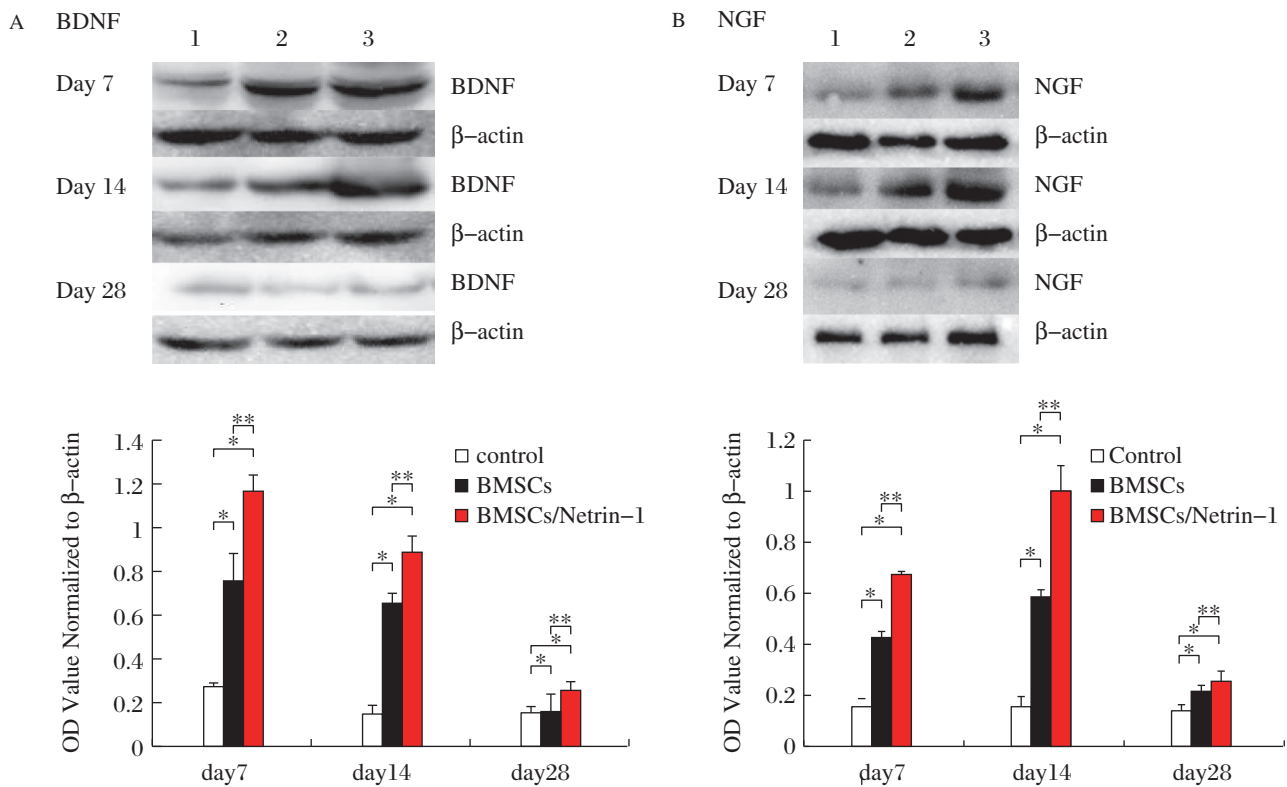 A BDNF
1 2 3
Day 7 BDNF
β-actin
Day 14 BDNF
β-actin
Day 28 BDNF
β-actin
OD Value Normalized to β-actin
1.4
1.2
1
0.8
0.6
0.4
0.2
0
* * **
* * **
* * **
control
BMSCs
BMSCs/Netrin-1
day7 day14 day28
B NGF
1 2 3
Day 7 NGF
β-actin
Day 14 NGF
β-actin
Day 28 NGF
β-actin
OD Value Normalized to β-actin
1.2
1
0.8
0.6
0.4
0.2
0
* * **
* * **
* * **
Control
BMSCs
BMSCs/Netrin-1
day7 day14 day28